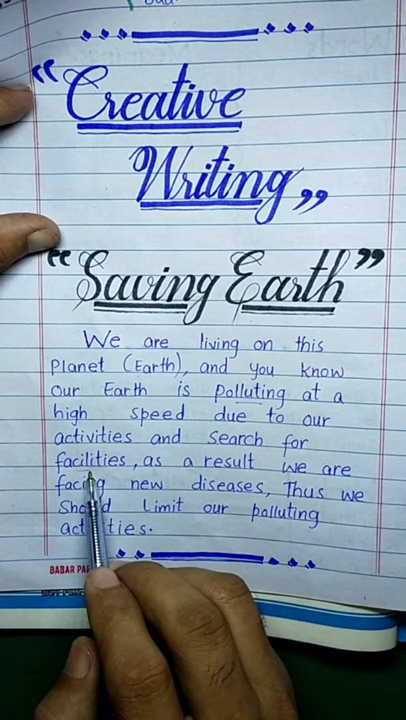 "Creative
Writing"
"Saving Earth"
We are living on this
Planet (Earth), and you know
our Earth is polluting at a
high speed due to our
activities and Search for
facilities, as a result we are
facing new diseases, Thus we
Should limit our polluting
activities.
BABAR